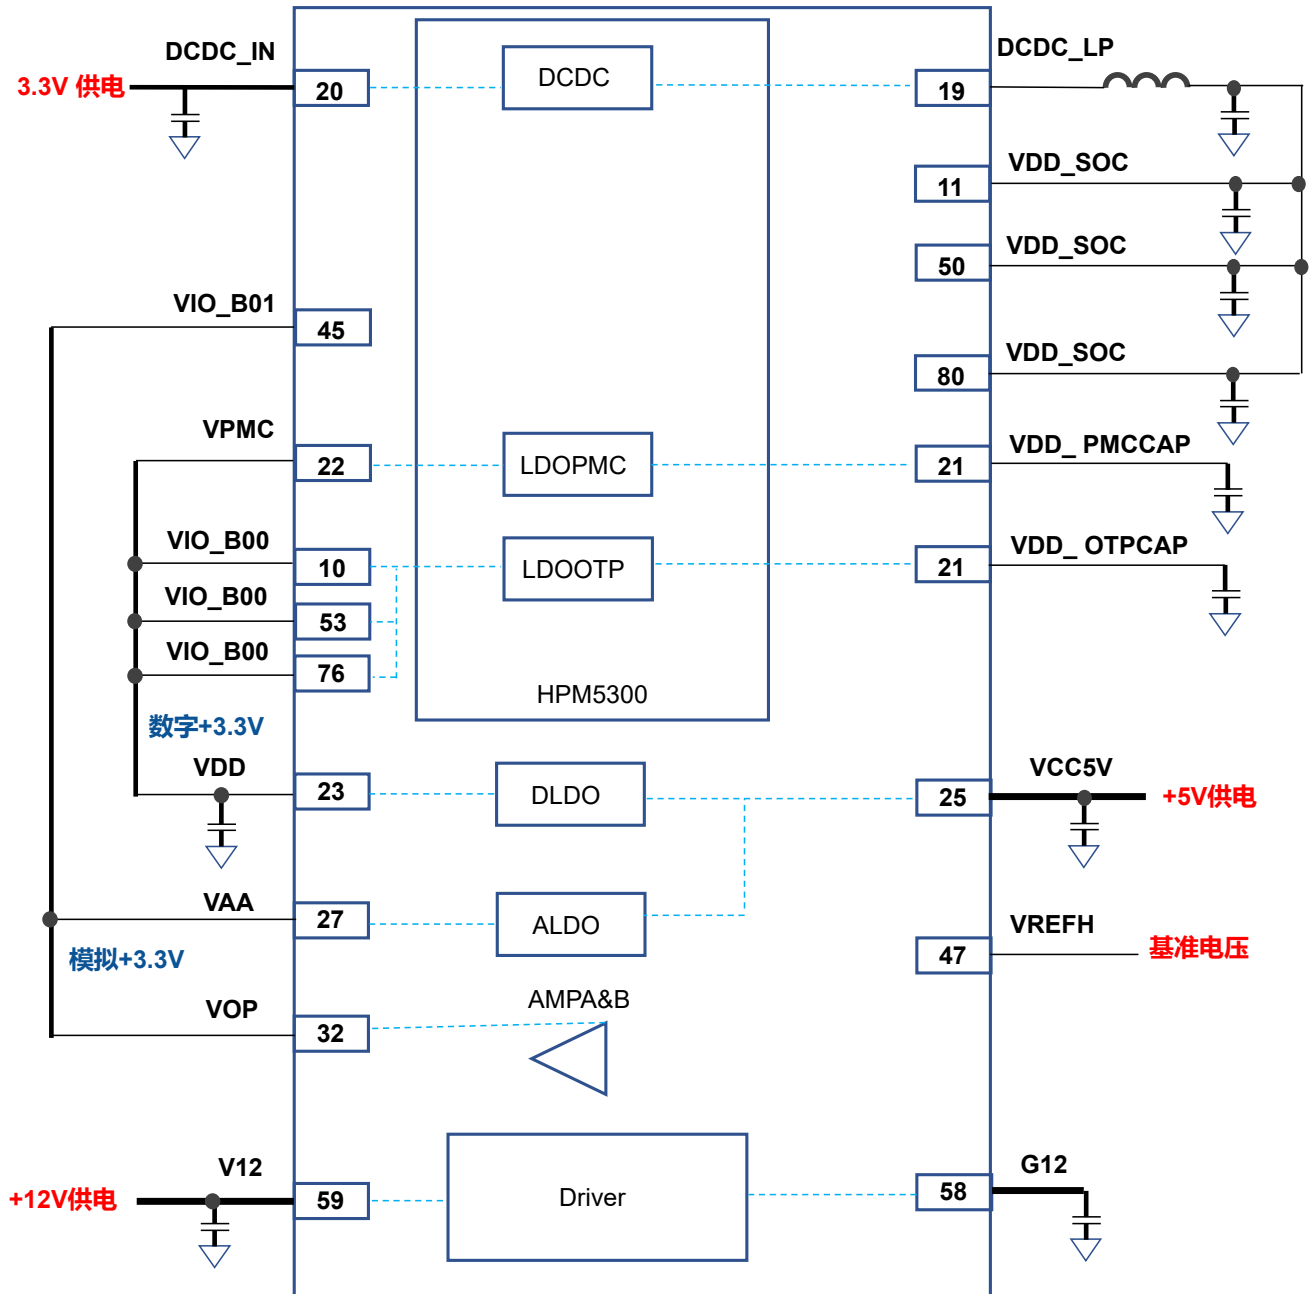 DCDC_IN
3.3V 供电
20
DCDC
19
DCDC_LP
11
VDD_SOC
50
VDD_SOC
VIO_B01
45
80
VDD_SOC
VPMC
22
LDOPMC
21
VDD_ PMCCAP
VIO_B00
10
LDOOTP
21
VDD_ OTPCAP
VIO_B00
53
VIO_B00
76
HPM5300
数字+3.3V
VDD
23
DLDO
25
VCC5V
+5V供电
VAA
27
ALDO
47
VREFH
基准电压
模拟+3.3V
VOP
32
AMPA&B
V12
+12V供电
59
Driver
58
G12